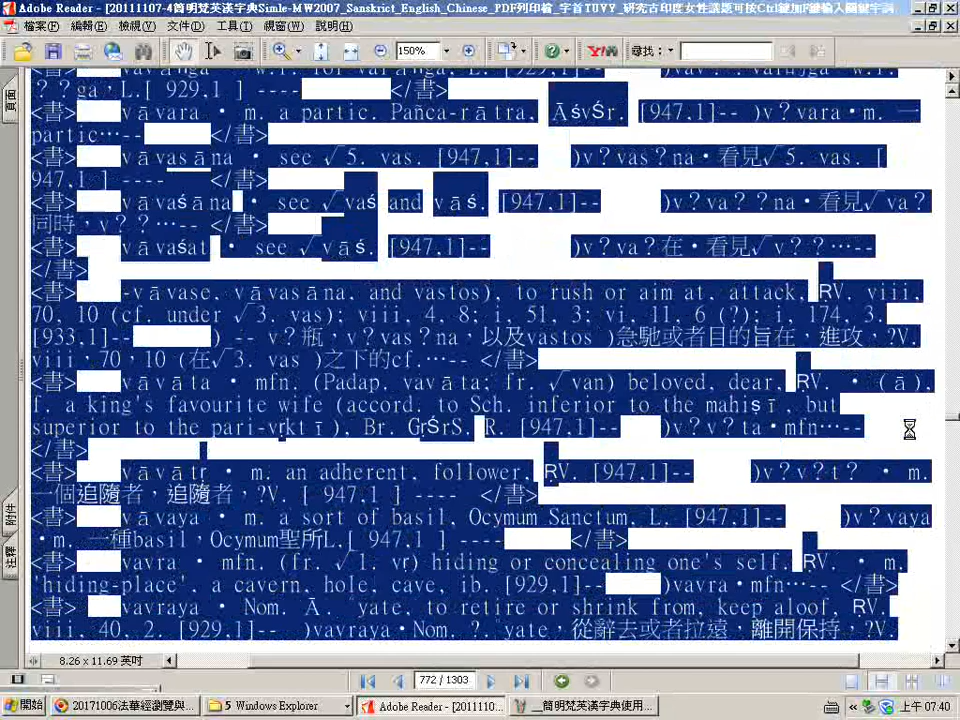 Adobe Reader - [20111107-4簡明梵英漢字典Simle-MW2007_Sanskrict_English_Chinese_PDF列印檔_字首TUVY_研究古印度女性議題可按Ctrl鍵加F鍵輸入關鍵字詞
檔案(F) 編輯(E) 檢視(V) 文件(D) 工具(T) 視窗(W) 說明(H)
150% 尋找:
頁面
？？ga，L.[ 929,1 ] ---- </書>
<書> vāvara • m. a partic. Pañca-rātra, ĀśvŚr. [947,1]-- )v？vara•m. 一
partic…-- </書>
<書> vāvasāna • see √5. vas. [947,1]-- )v？vas？na•看見√5. vas. [
947,1 ] ---- </書>
<書> vāvaśāna • see √vaś and vāś. [947,1]-- )v？va？？na•看見√va？
同時，v？？…-- </書>
<書> vāvaśat • see √vāś. [947,1]-- )v？va？在•看見√v？？…--
</書>
<書> -vāvase, vāvasāna, and vastos), to rush or aim at, attack, RV. viii,
70, 10 (cf. under √3. vas); viii, 4, 8; i, 51, 3; vi, 11, 6 (?); i, 174, 3.
[933,1]-- )_-- v？瓶，v？vas？na，以及vastos )急馳或者目的旨在，進攻，?V.
viii，70，10 (在√3. vas )之下的cf.…-- </書>
<書> vāvāta • mfn. (Padap. vavāta; fr. √van) beloved, dear, RV. • (ā),
f. a king's favourite wife (accord. to Sch. inferior to the mahiṣī, but
superior to the pari-vṛktī), Br. GṛŚrS. R. [947,1]-- )v？v？ta•mfn…--
</書>
<書> vāvātṛ • m. an adherent, follower, RV. [947,1]-- )v？v？t？ •m.
一個追隨者，追隨者，?V. [ 947,1 ] ---- </書>
<書> vāvaya • m. a sort of basil, Ocymum Sanctum, L. [947,1]-- )v？vaya
•m. 一種basil，Ocymum聖所L.[ 947,1 ] ---- </書>
<書> vavra • mfn. (fr. √1. vṛ) hiding or concealing one's self, RV. • m.
'hiding-place', a cavern, hole, cave, ib. [929,1]-- )vavra•mfn…-- </書>
<書> vavraya • Nom. Ā. yate, to retire or shrink from, keep aloof, RV.
viii, 40, 2. [929,1]-- )vavraya•Nom. ?. yate，從辭去或者拉遠，離開保持，?V.
附件
注釋
8.26 x 11.69 英吋
772 / 1303
開始 20171006法華經瀏覽與... 5 Windows Explorer Adobe Reader - [2011110... __簡明梵英漢字典使用... 上午 07:40